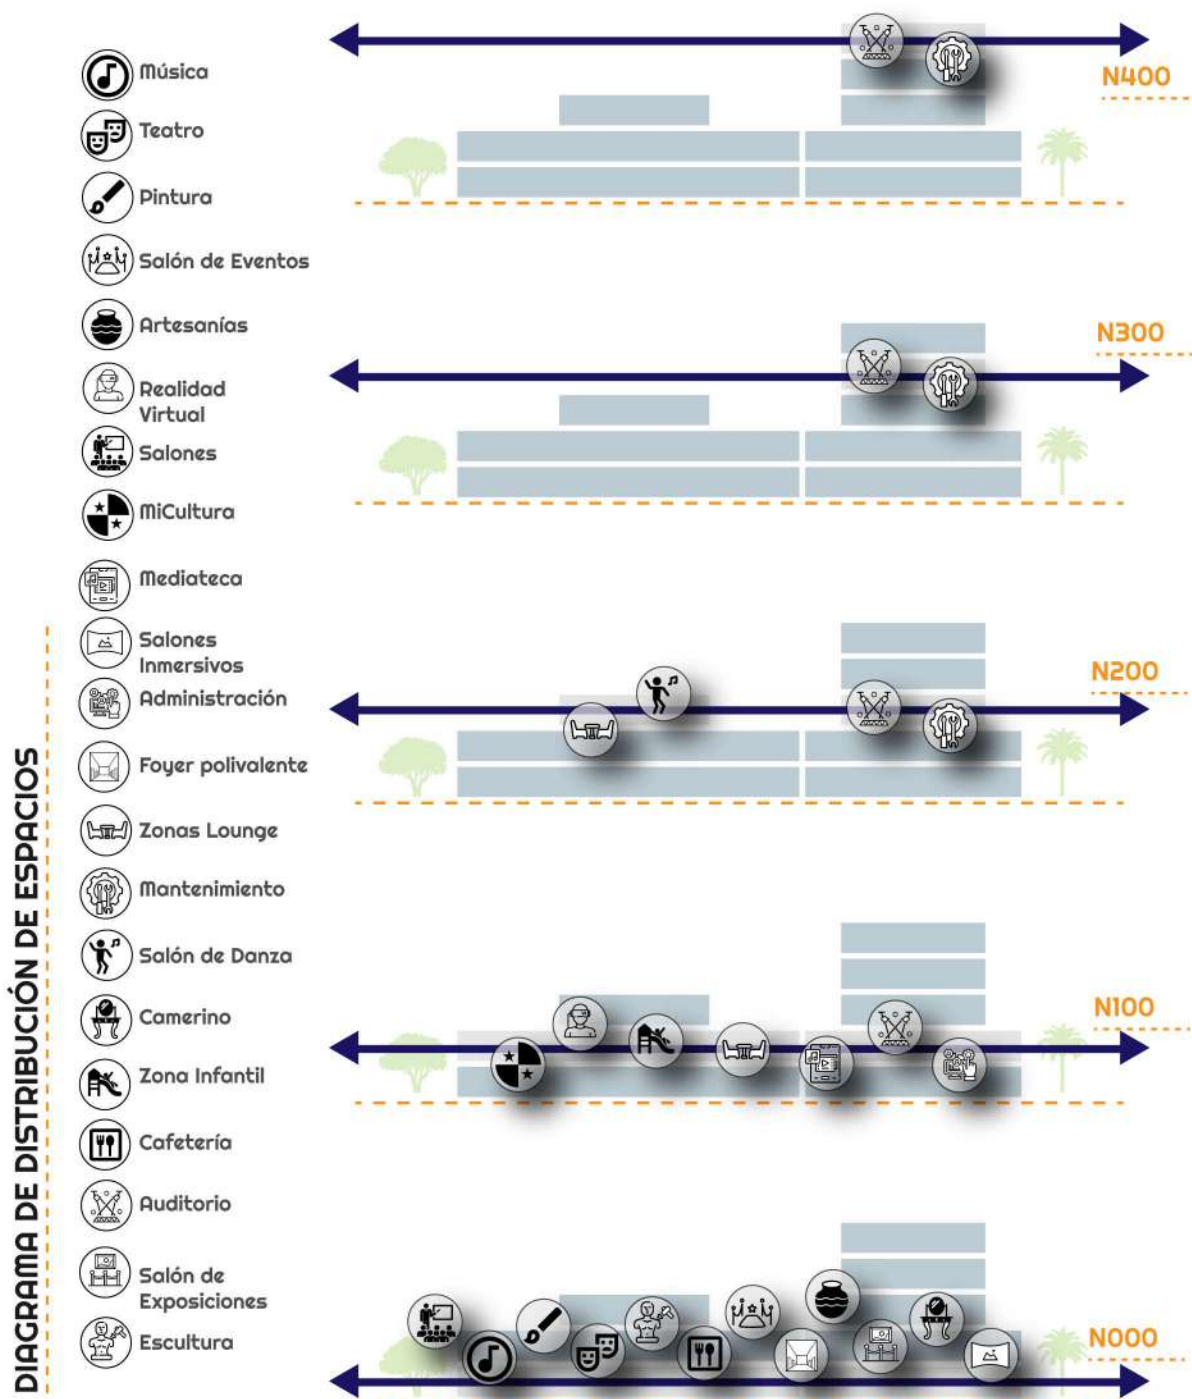 DIAGRAMA DE DISTRIBUCIÓN DE ESPACIOS
Música
Teatro
Pintura
Salón de Eventos
Artesanías
Realidad
Virtual
Salones
MiCultura
Mediateca
Salones
Inmersivos
Administración
Foyer polivalente
Zonas Lounge
Mantenimiento
Salón de Danza
Camerino
Zona Infantil
Cafetería
Auditorio
Salón de
Exposiciones
Escultura
N400
N300
N200
N100
N000